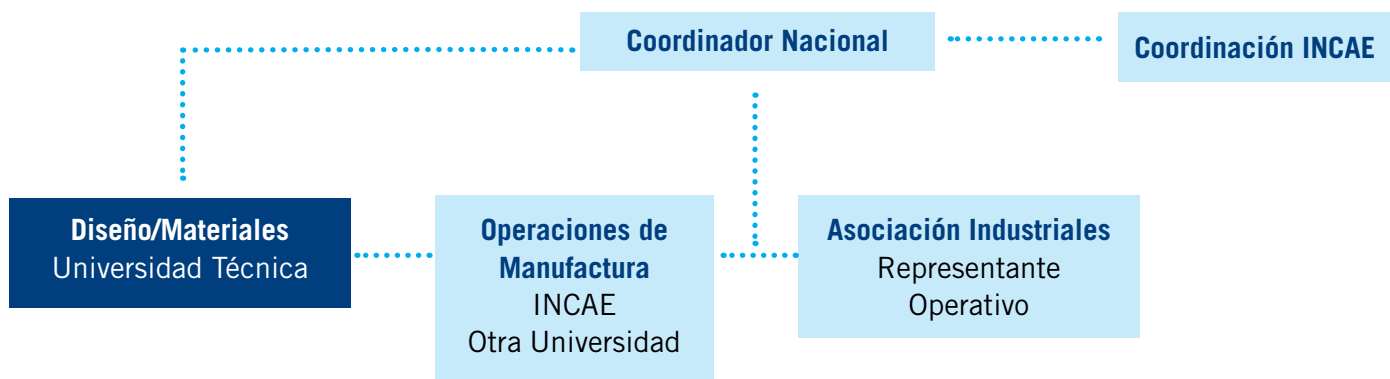 Coordinador Nacional
Coordinación INCAE
Diseño/Materiales
Universidad Técnica
Operaciones de
Manufactura
INCAE
Otra Universidad
Asociación Industriales
Representante
Operativo